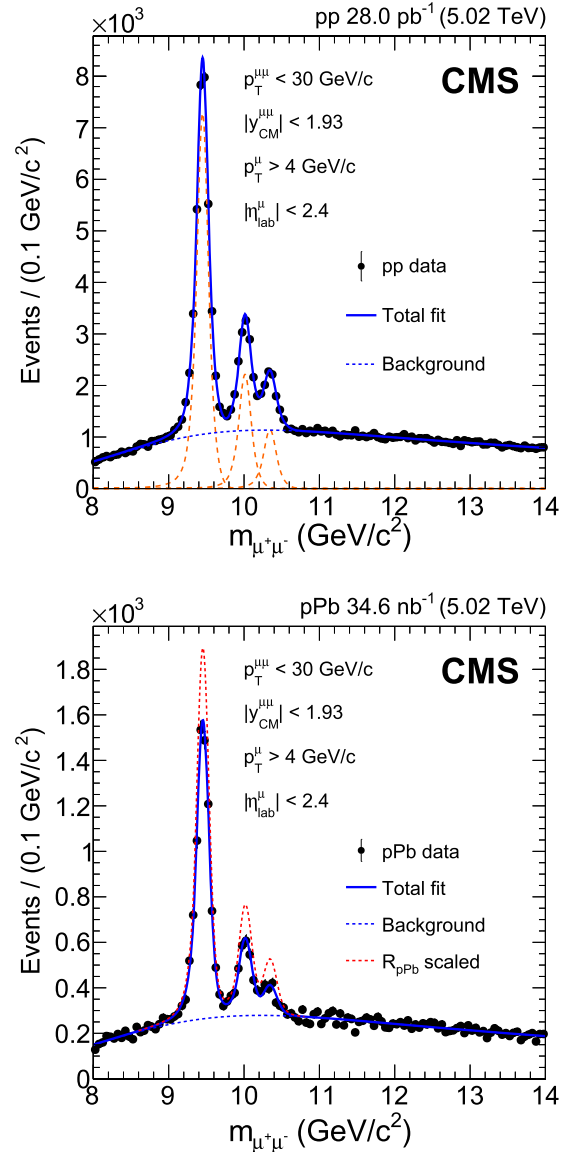 ×10³ pp 28.0 pb⁻¹ (5.02 TeV)
CMS
p_T^μμ < 30 GeV/c
|y_CM^μμ| < 1.93
p_T^μ > 4 GeV/c
|η_lab^μ| < 2.4
pp data
Total fit
Background
Events / (0.1 GeV/c²)
8
7
6
5
4
3
2
1
0
8 9 10 11 12 13 14
m_μ⁺μ⁻ (GeV/c²)
×10³ pPb 34.6 nb⁻¹ (5.02 TeV)
CMS
p_T^μμ < 30 GeV/c
|y_CM^μμ| < 1.93
p_T^μ > 4 GeV/c
|η_lab^μ| < 2.4
pPb data
Total fit
Background
R_pPb scaled
Events / (0.1 GeV/c²)
1.8
1.6
1.4
1.2
1
0.8
0.6
0.4
0.2
0
8 9 10 11 12 13 14
m_μ⁺μ⁻ (GeV/c²)